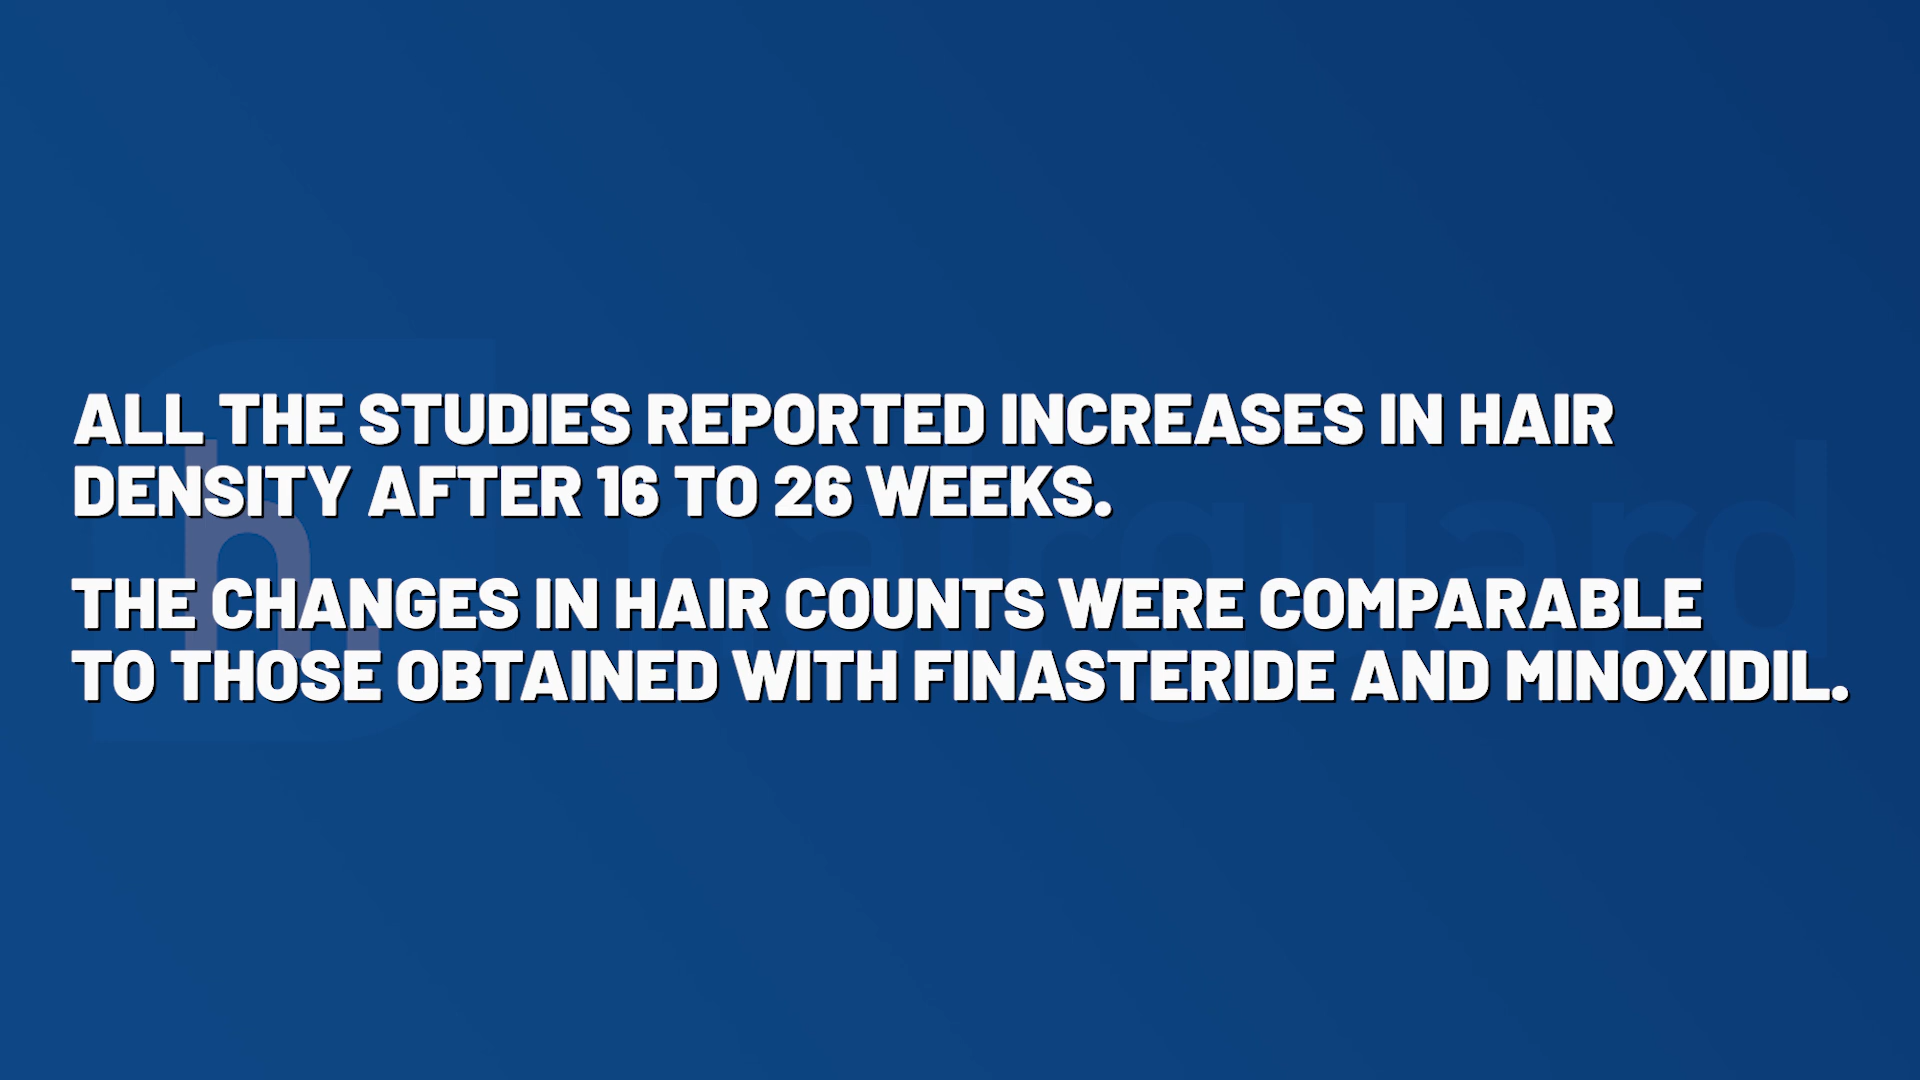 ALL THE STUDIES REPORTED INCREASES IN HAIR
DENSITY AFTER 16 TO 26 WEEKS.
THE CHANGES IN HAIR COUNTS WERE COMPARABLE
TO THOSE OBTAINED WITH FINASTERIDE AND MINOXIDIL.
h.
hairguard